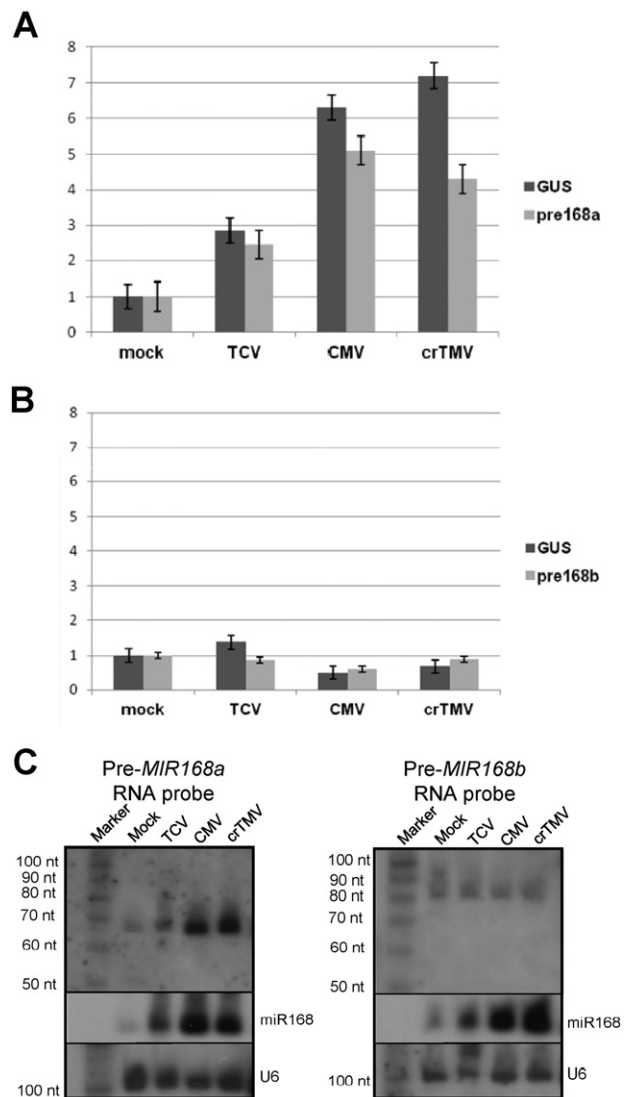 A
8
7
6
5
4
3
2
1
0
mock TCV CMV crTMV
GUS
pre168a
B
8
7
6
5
4
3
2
1
0
mock TCV CMV crTMV
GUS
pre168b
C
Pre-MIR168a
RNA probe
Marker Mock TCV CMV crTMV
100 nt
90 nt
80 nt
70 nt
60 nt
50 nt
miR168
U6
100 nt
Pre-MIR168b
RNA probe
Marker Mock TCV CMV crTMV
100 nt
90 nt
80 nt
70 nt
60 nt
50 nt
miR168
U6
100 nt